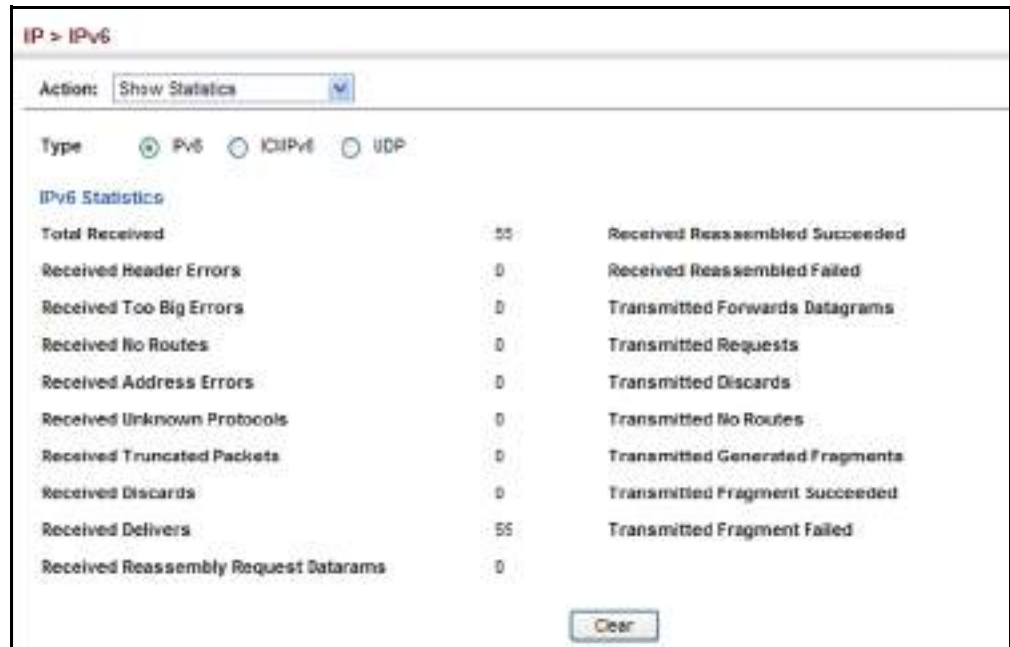 IP > IPv6
Action: Show Statistics
Type IPv6 ICMPv6 UDP
IPv6 Statistics
Total Received 55 Received Reassembled Succeeded
Received Header Errors 0 Received Reassembled Failed
Received Too Big Errors 0 Transmitted Forwards Datagrams
Received No Routes 0 Transmitted Requests
Received Address Errors 0 Transmitted Discards
Received Unknown Protocols 0 Transmitted No Routes
Received Truncated Packets 0 Transmitted Generated Fragments
Received Discards 0 Transmitted Fragment Succeeded
Received Delivers 55 Transmitted Fragment Failed
Received Reassembly Request Datarams 0
Clear